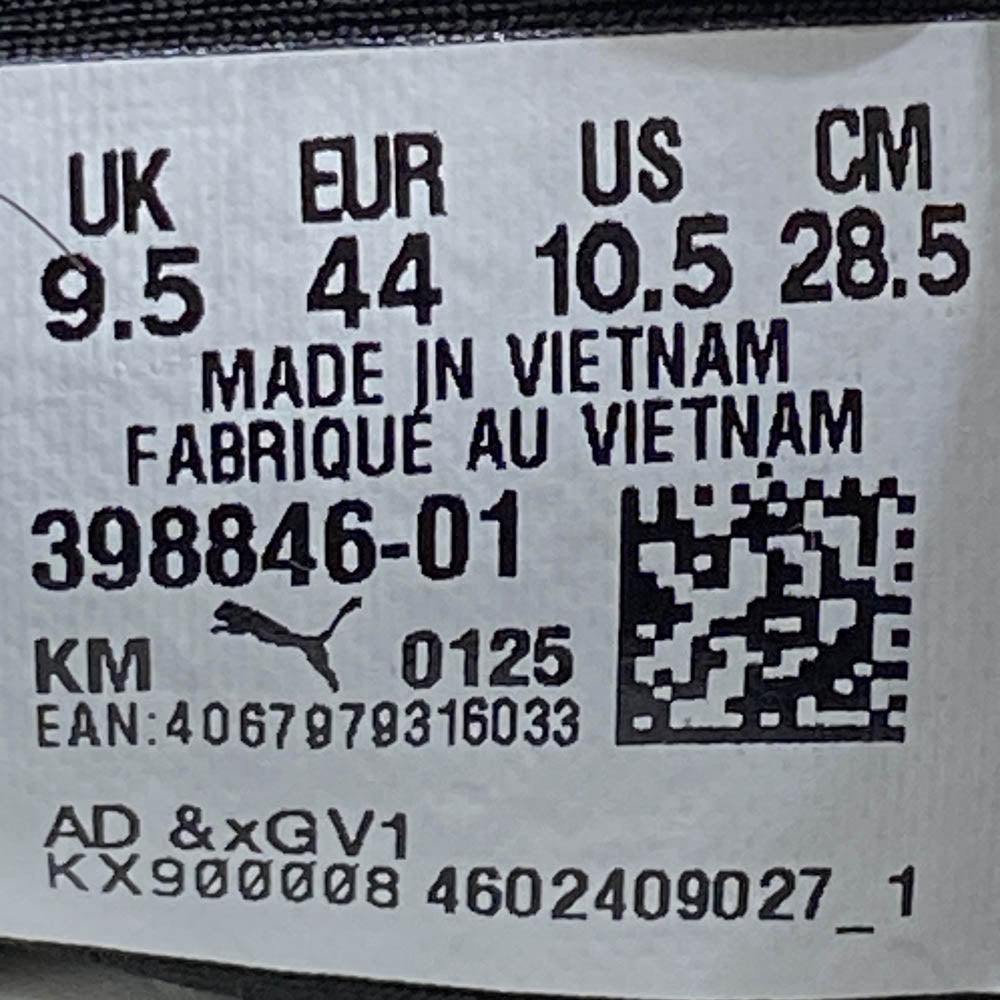 UK EUR US CM
9.5 44 10.5 28.5
MADE IN VIETNAM
FABRIQUÉ AU VIETNAM
398846-01
KM 0125
EAN:4067979316033
AD &xGV1
KX900008 4602409027_1